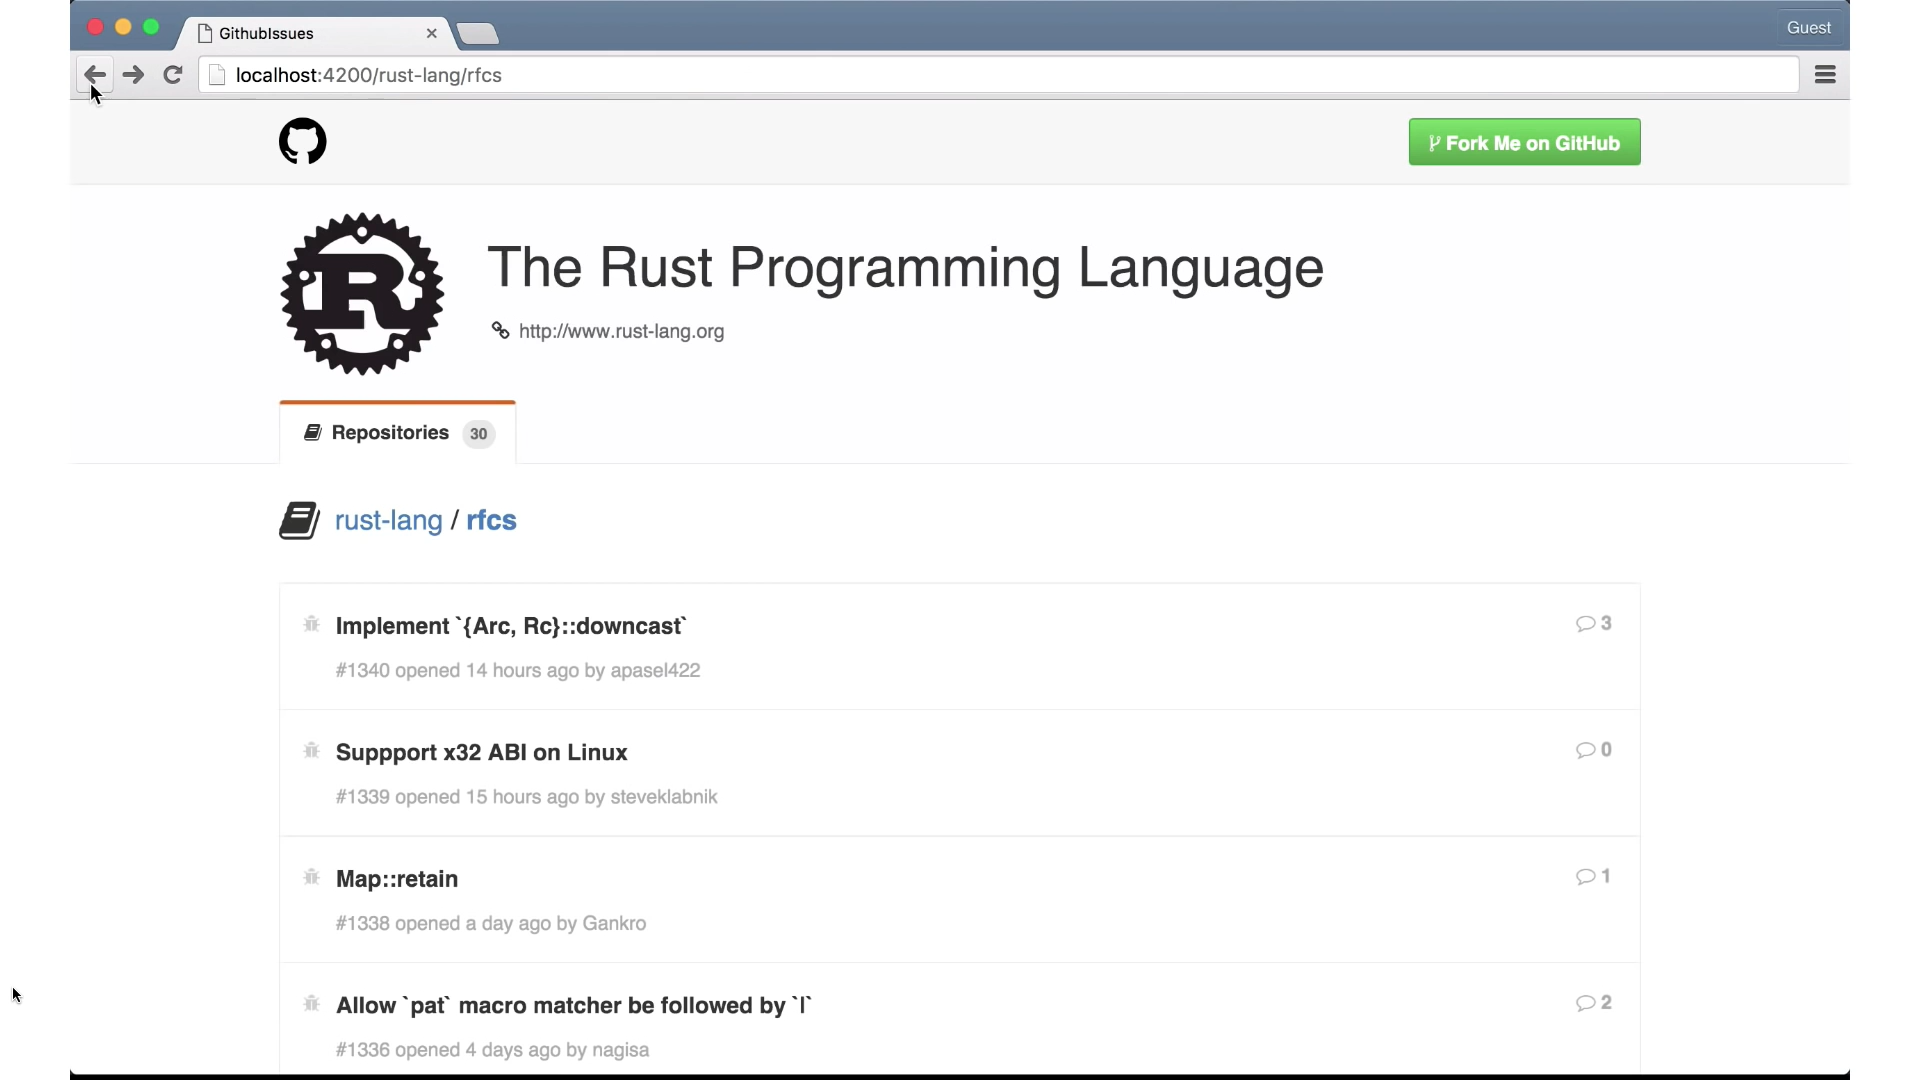 GithubIssues
Guest
localhost:4200/rust-lang/rfcs
Fork Me on GitHub
R
The Rust Programming Language
http://www.rust-lang.org
Repositories 30
rust-lang / rfcs
Implement `{Arc, Rc}::downcast` 3
#1340 opened 14 hours ago by apasel422
Suppport x32 ABI on Linux 0
#1339 opened 15 hours ago by steveklabnik
Map::retain 1
#1338 opened a day ago by Gankro
Allow `pat` macro matcher be followed by `|` 2
#1336 opened 4 days ago by nagisa